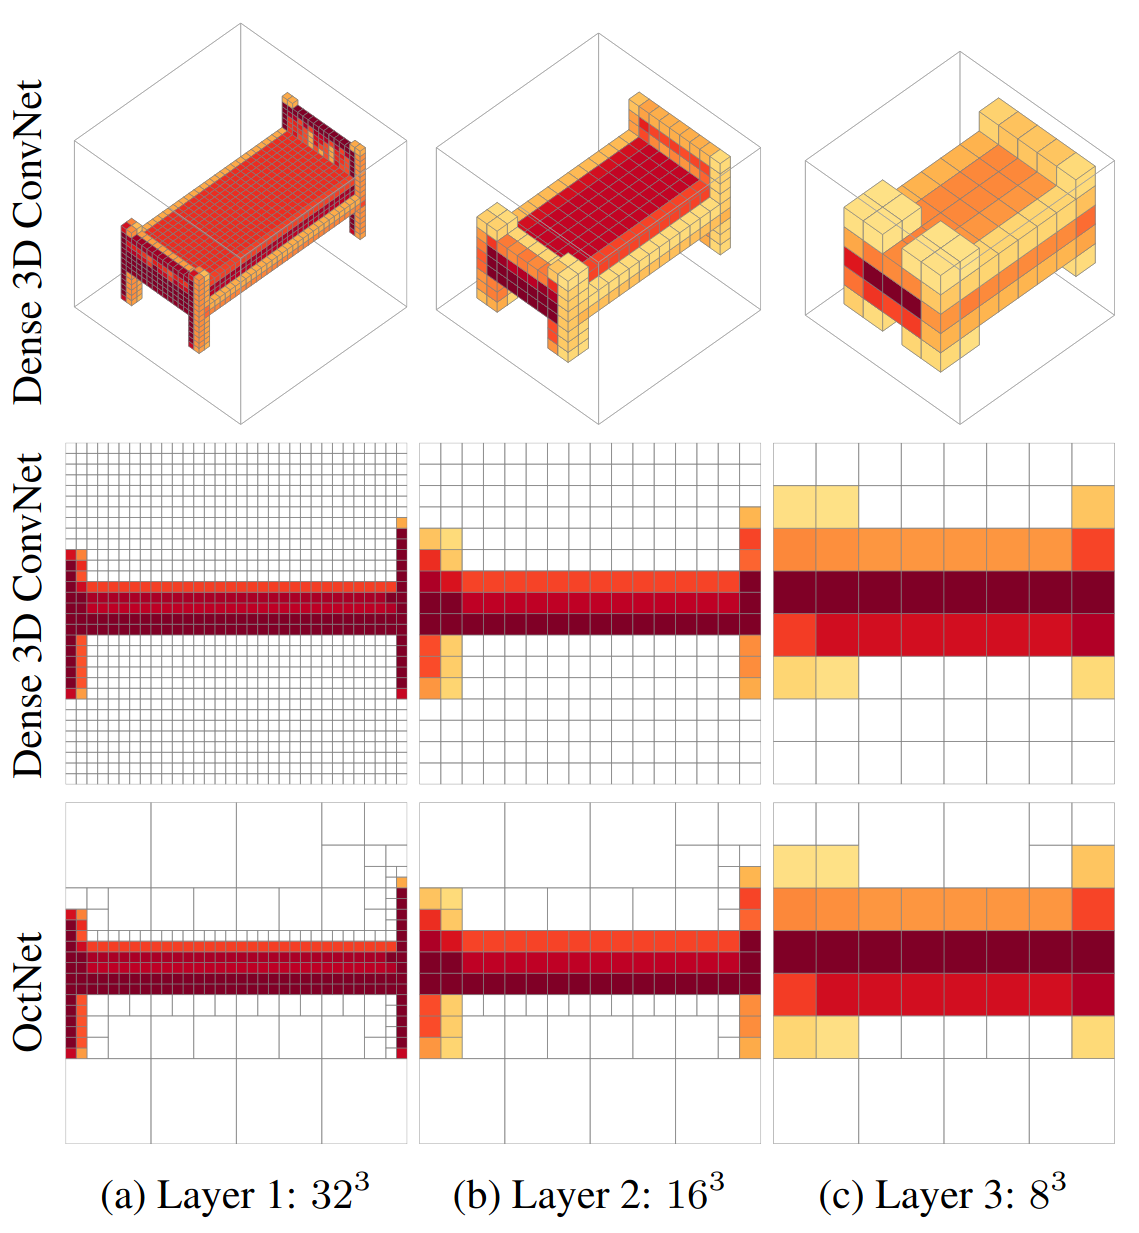 Dense 3D ConvNet
Dense 3D ConvNet
OctNet
(a) Layer 1: 32³
(b) Layer 2: 16³
(c) Layer 3: 8³